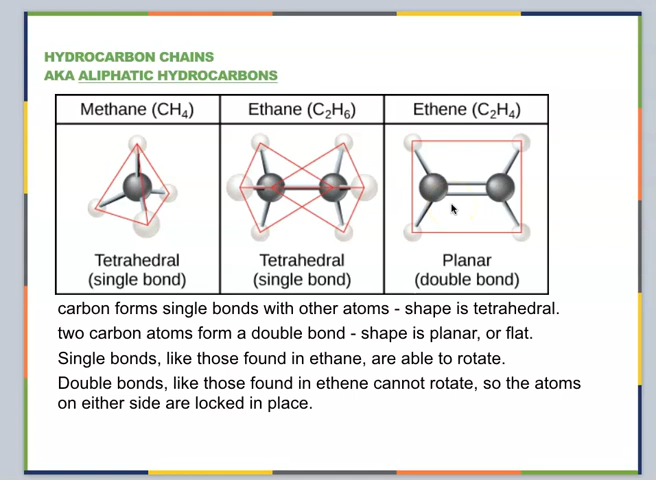 HYDROCARBON CHAINS
AKA ALIPHATIC HYDROCARBONS
Methane (CH₄)
Ethane (C₂H₆)
Ethene (C₂H₄)
Tetrahedral
(single bond)
Tetrahedral
(single bond)
Planar
(double bond)
carbon forms single bonds with other atoms - shape is tetrahedral.
two carbon atoms form a double bond - shape is planar, or flat.
Single bonds, like those found in ethane, are able to rotate.
Double bonds, like those found in ethene cannot rotate, so the atoms
on either side are locked in place.